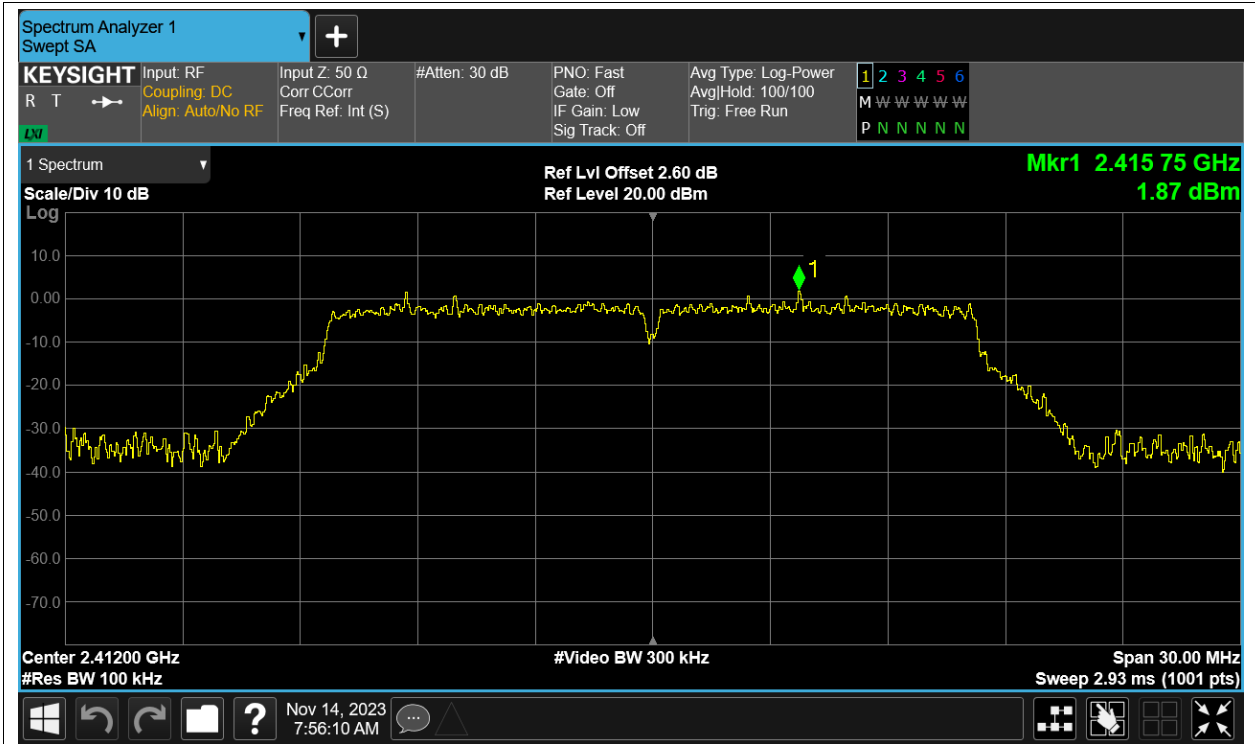 Spectrum Analyzer 1
Swept SA
KEYSIGHT
R T
LXI
Input: RF
Coupling: DC
Align: Auto/No RF
Input Z: 50 Ω
Corr CCorr
Freq Ref: Int (S)
#Atten: 30 dB
PNO: Fast
Gate: Off
IF Gain: Low
Sig Track: Off
Avg Type: Log-Power
Avg|Hold: 100/100
Trig: Free Run
1 2 3 4 5 6
M W W W W W
P N N N N N
1 Spectrum
Scale/Div 10 dB
Log
Ref Lvl Offset 2.60 dB
Ref Level 20.00 dBm
Mkr1 2.415 75 GHz
1.87 dBm
1
10.0
0.00
-10.0
-20.0
-30.0
-40.0
-50.0
-60.0
-70.0
Center 2.41200 GHz
#Res BW 100 kHz
#Video BW 300 kHz
Span 30.00 MHz
Sweep 2.93 ms (1001 pts)
?
Nov 14, 2023
7:56:10 AM